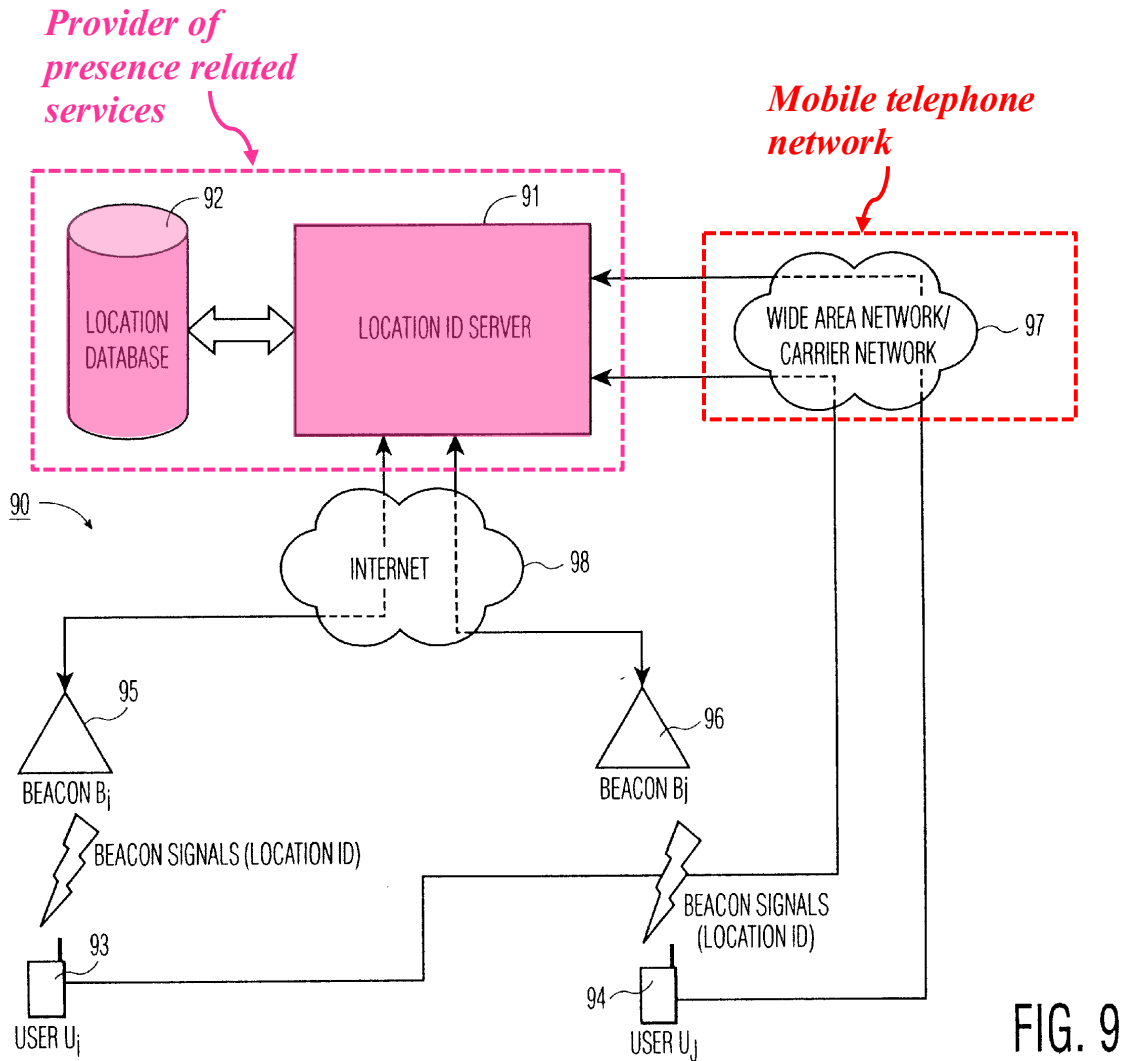 Provider of
presence related
services
Mobile telephone
network
92
91
LOCATION
DATABASE
LOCATION ID SERVER
WIDE AREA NETWORK/
CARRIER NETWORK
97
90
INTERNET
98
95
96
BEACON Bi
BEACON Bj
BEACON SIGNALS (LOCATION ID)
BEACON SIGNALS
(LOCATION ID)
93
94
USER Ui
USER Uj
FIG. 9